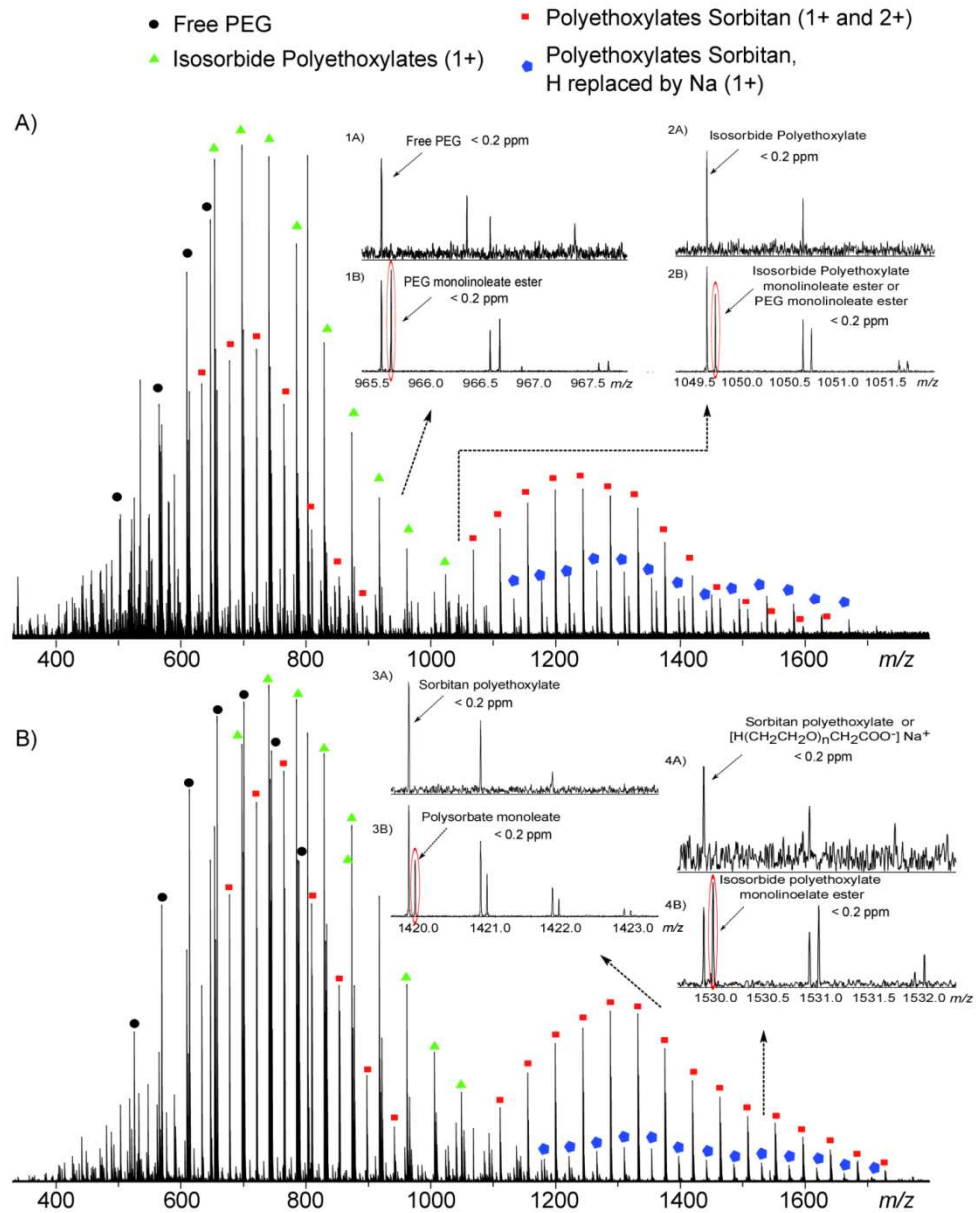 Free PEG
Isosorbide Polyethoxylates (1+)
Polyethoxylates Sorbitan (1+ and 2+)
Polyethoxylates Sorbitan,
H replaced by Na (1+)
A)
1A)
Free PEG < 0.2 ppm
1B)
PEG monolinoleate ester
< 0.2 ppm
965.5 966.0 966.5 967.0 967.5 m/z
2A)
Isosorbide Polyethoxylate
< 0.2 ppm
2B)
Isosorbide Polyethoxylate
monolinoleate ester or
PEG monolinoleate ester
< 0.2 ppm
1049.5 1050.0 1050.5 1051.0 1051.5 m/z
400 600 800 1000 1200 1400 1600 m/z
B)
3A)
Sorbitan polyethoxylate
< 0.2 ppm
3B)
Polysorbate monoleate
< 0.2 ppm
1420.0 1421.0 1422.0 1423.0 m/z
Sorbitan polyethoxylate or
[H(CH2CH2O)nCH2COO-] Na+
< 0.2 ppm
4A)
Isosorbide polyethoxylate
monolinoelate ester
4B)
< 0.2 ppm
1530.0 1530.5 1531.0 1531.5 1532.0 m/z
400 600 800 1000 1200 1400 1600 m/z